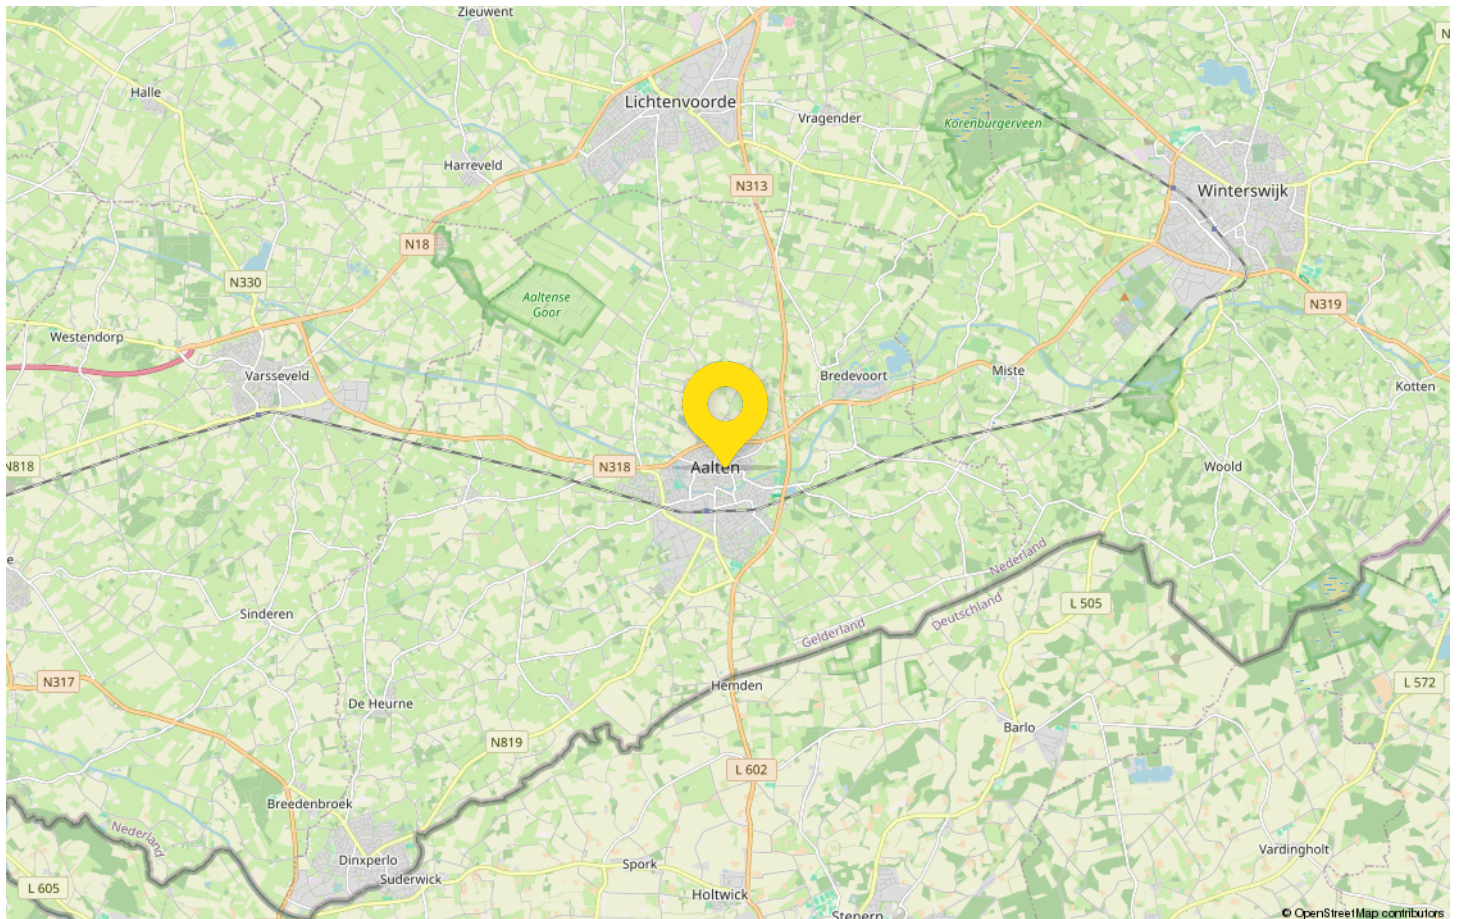 Zieuwent
N
Halle
Lichtenvoorde
Vragender
Korenburgerveen
Harreveld
N313
Winterswijk
N18
N330
Aaltense
Goor
N319
Westendorp
Varsseveld
Bredevoort
Miste
Kotten
N818
N318
Aalten
Woold
e
Nederland
Deutschland
L 505
Sinderen
Gelderland
N317
Hemden
L 572
De Heurne
Barlo
N819
L 602
Breedenbroek
Nederland
Dinxperlo
Vardingholt
Suderwick
Spork
L 605
Holtwick
Stenern
© OpenStreetMap contributors